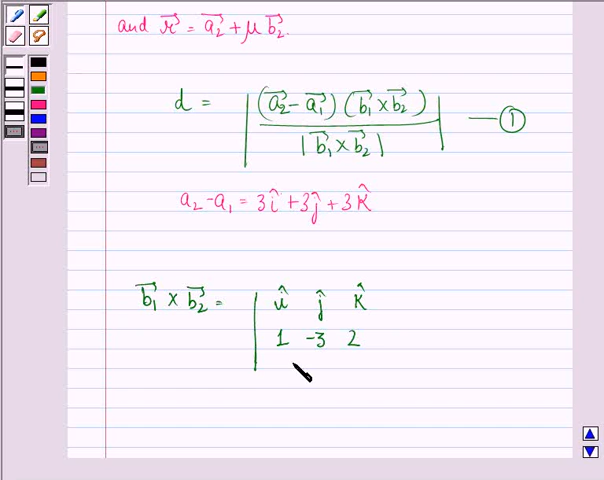 and r⃗ = a⃗₂ + μ b⃗₂.
d = | (a⃗₂ − a⃗₁) (b⃗₁ × b⃗₂) / |b⃗₁ × b⃗₂| | — ①
a₂ − a₁ = 3î + 3ĵ + 3k̂
b⃗₁ × b⃗₂ = | î ĵ k̂
1 −3 2